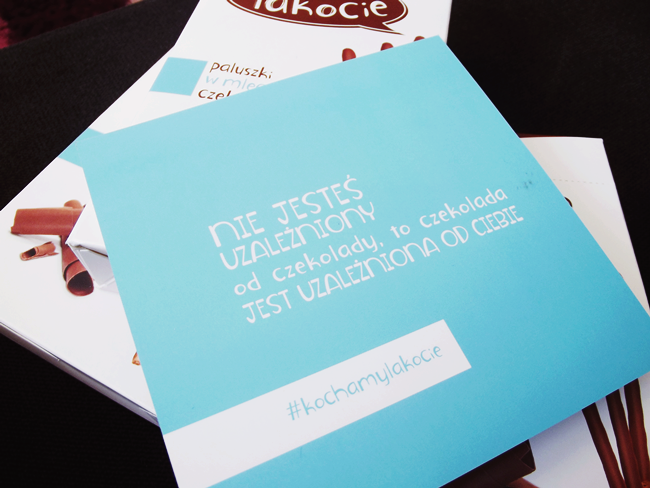 łakocie
paluszki
NIE JESTEŚ
UZALEŻNIONY
od czekolady, to czekolada
JEST UZALEŻNIONA OD CIEBIE
#kochamyłakocie